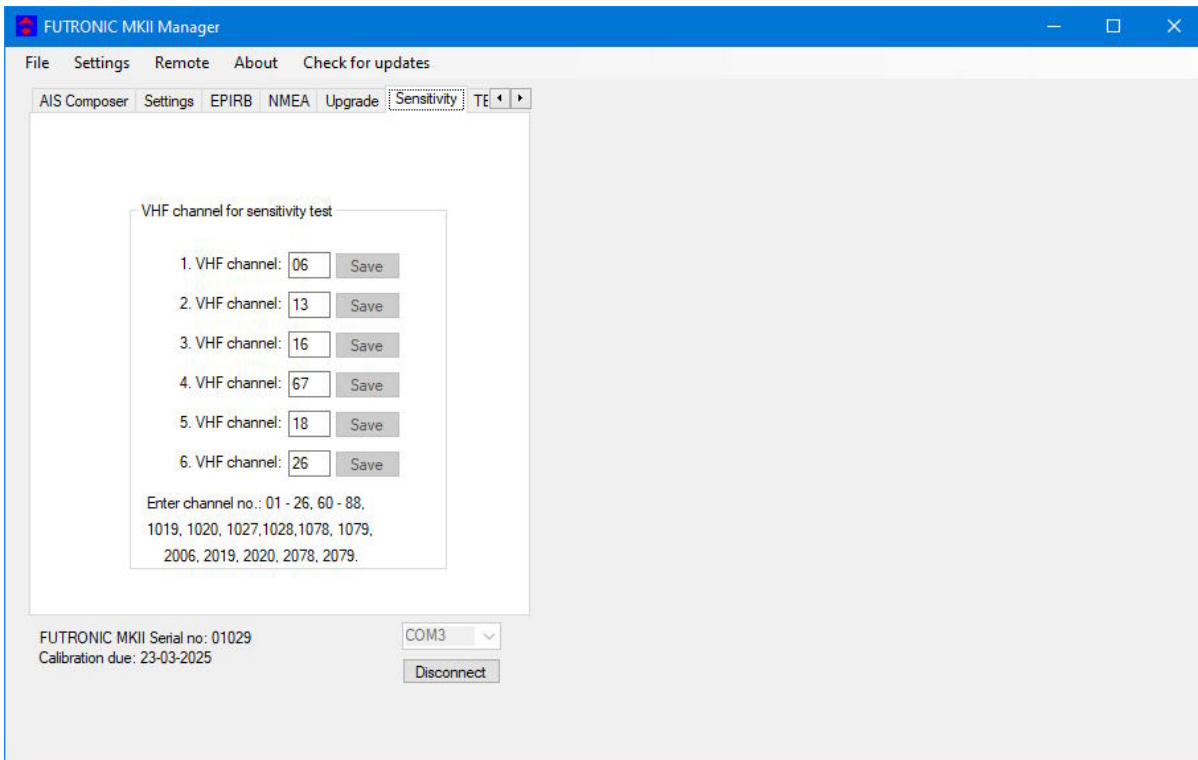 FUTRONIC MKII Manager
File Settings Remote About Check for updates
AIS Composer Settings EPIRB NMEA Upgrade Sensitivity
VHF channel for sensitivity test
1. VHF channel: 06 Save
2. VHF channel: 13 Save
3. VHF channel: 16 Save
4. VHF channel: 67 Save
5. VHF channel: 18 Save
6. VHF channel: 26 Save
Enter channel no.: 01 - 26, 60 - 88,
1019, 1020, 1027,1028,1078, 1079,
2006, 2019, 2020, 2078, 2079.
FUTRONIC MKII Serial no: 01029 COM3
Calibration due: 23-03-2025
Disconnect